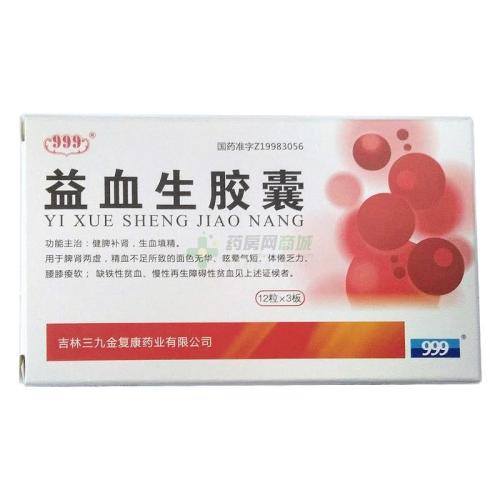 999®
国药准字Z19983056
益血生胶囊
YI XUE SHENG JIAO NANG
功能主治：健脾补肾，生血填精。
用于脾肾两虚，精血不足所致的面色无华、眩晕气短、体倦乏力、
腰膝痠软；缺铁性贫血、慢性再生障碍性贫血见上述证候者。
药房网商城
12粒×3板
吉林三九金复康药业有限公司
999®